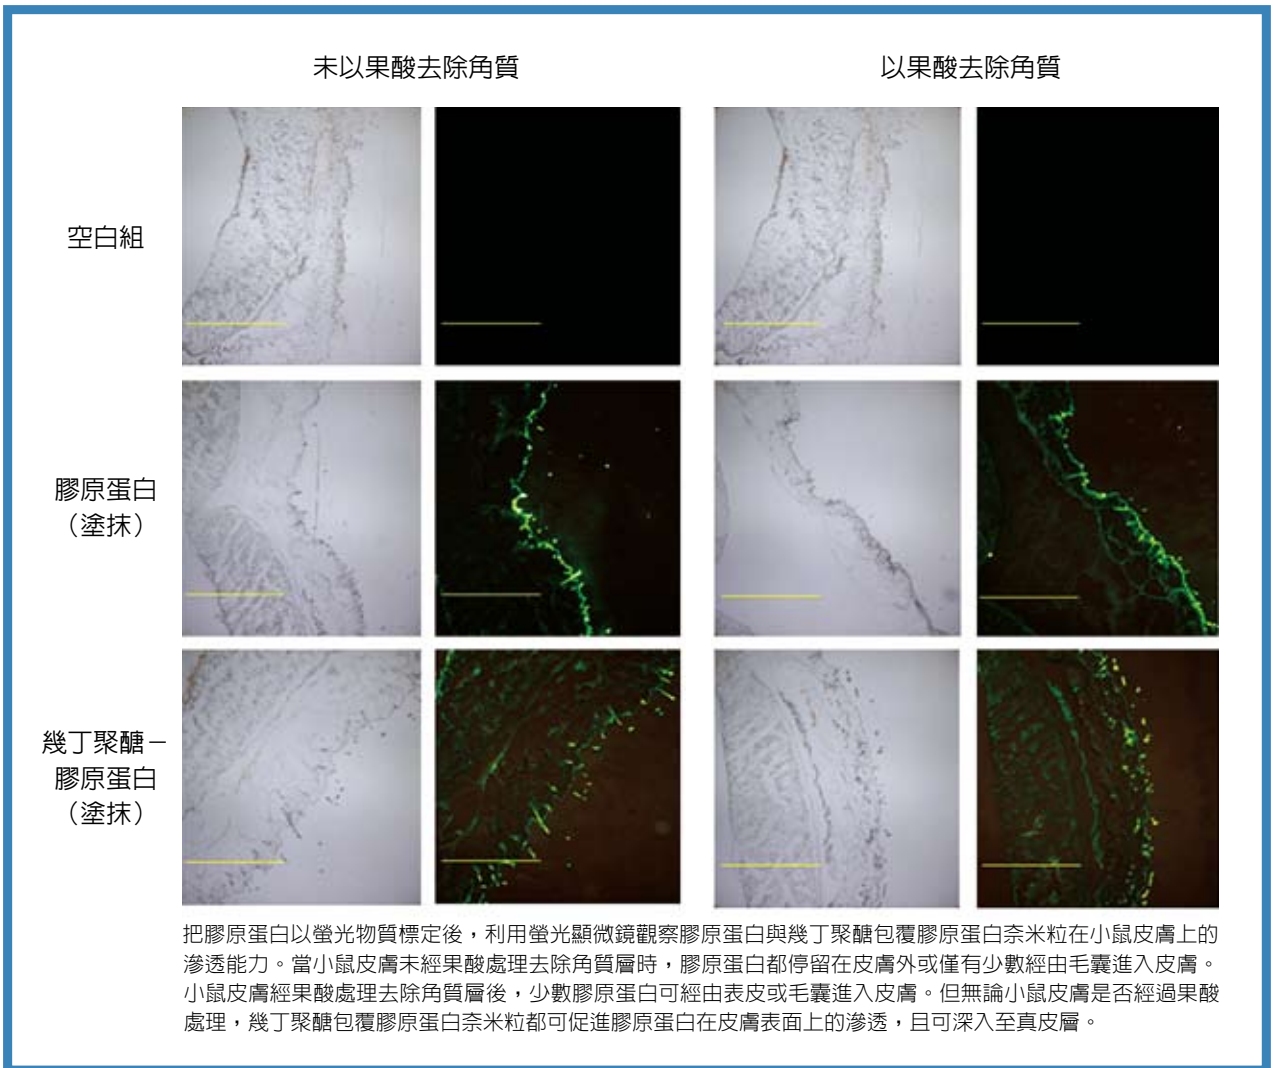 未以果酸去除角質
以果酸去除角質
空白組
膠原蛋白
（塗抹）
幾丁聚醣－
膠原蛋白
（塗抹）
把膠原蛋白以螢光物質標定後，利用螢光顯微鏡觀察膠原蛋白與幾丁聚醣包覆膠原蛋白奈米粒在小鼠皮膚上的
滲透能力。當小鼠皮膚未經果酸處理去除角質層時，膠原蛋白都停留在皮膚外或僅有少數經由毛囊進入皮膚。
小鼠皮膚經果酸處理去除角質層後，少數膠原蛋白可經由表皮或毛囊進入皮膚。但無論小鼠皮膚是否經過果酸
處理，幾丁聚醣包覆膠原蛋白奈米粒都可促進膠原蛋白在皮膚表面上的滲透，且可深入至真皮層。